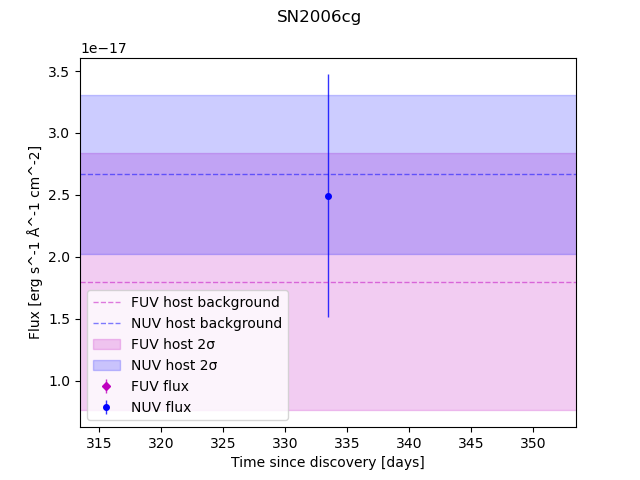 SN2006cg
1e−17
3.5
3.0
2.5
2.0
1.5
1.0
Flux [erg s^-1 Å^-1 cm^-2]
FUV host background
NUV host background
FUV host 2σ
NUV host 2σ
FUV flux
NUV flux
315 320 325 330 335 340 345 350
Time since discovery [days]